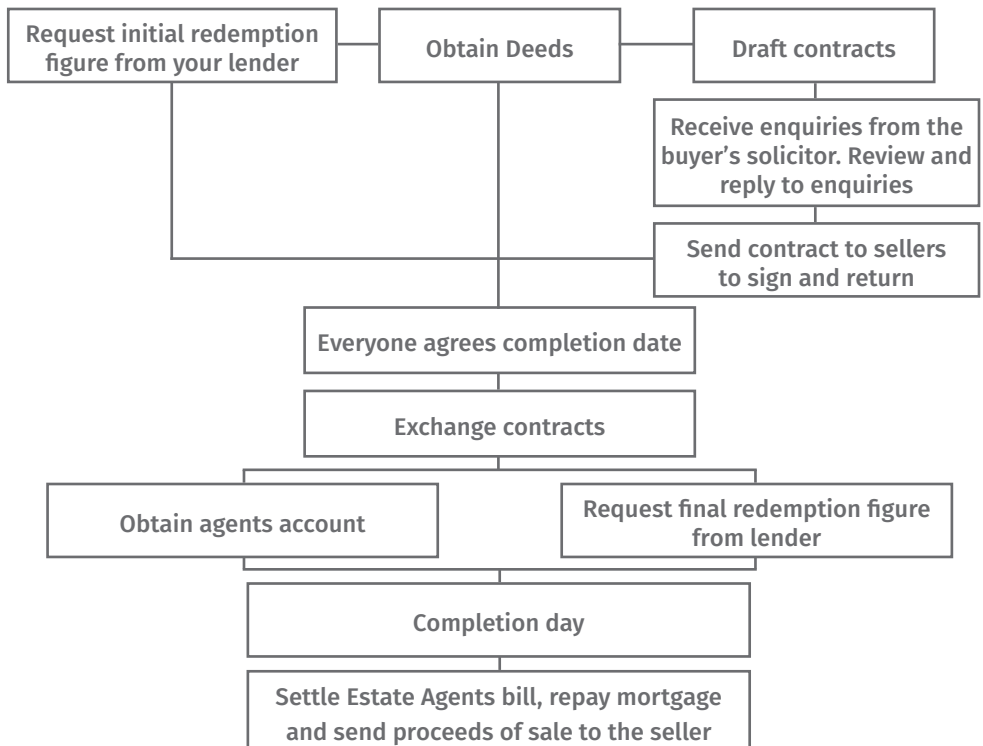 Request initial redemption
figure from your lender
Obtain Deeds
Draft contracts
Receive enquiries from the
buyer’s solicitor. Review and
reply to enquiries
Send contract to sellers
to sign and return
Everyone agrees completion date
Exchange contracts
Obtain agents account
Request final redemption figure
from lender
Completion day
Settle Estate Agents bill, repay mortgage
and send proceeds of sale to the seller